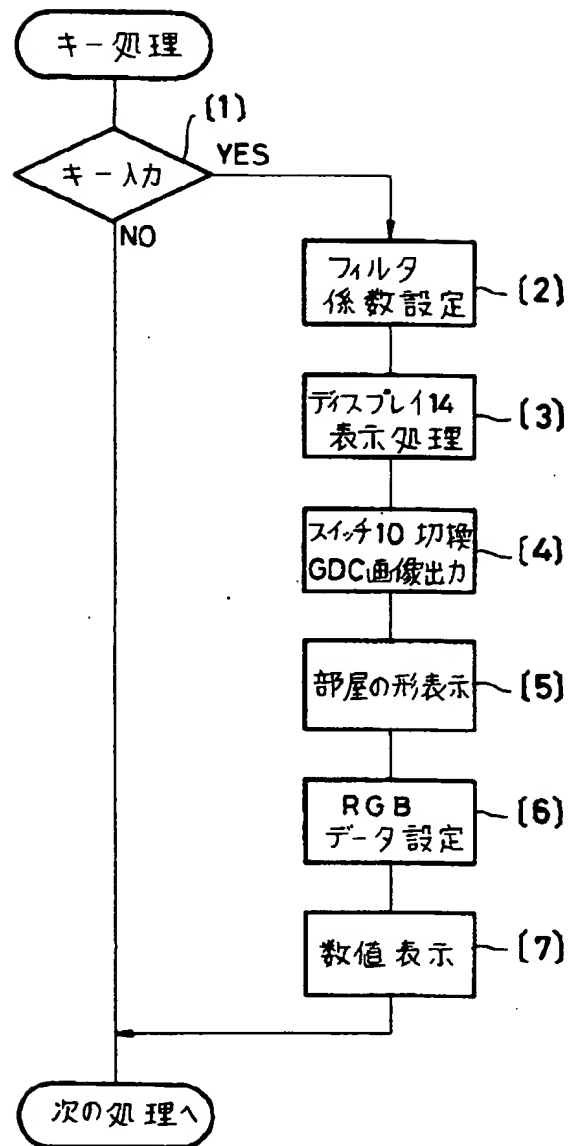 キー処理
〔1〕
キー入力
YES
NO
フィルタ
係数設定
〔2〕
ディスプレイ14
表示処理
〔3〕
スイッチ10切換
GDC画像出力
〔4〕
部屋の形表示
〔5〕
RGB
データ設定
〔6〕
数値表示
〔7〕
次の処理へ